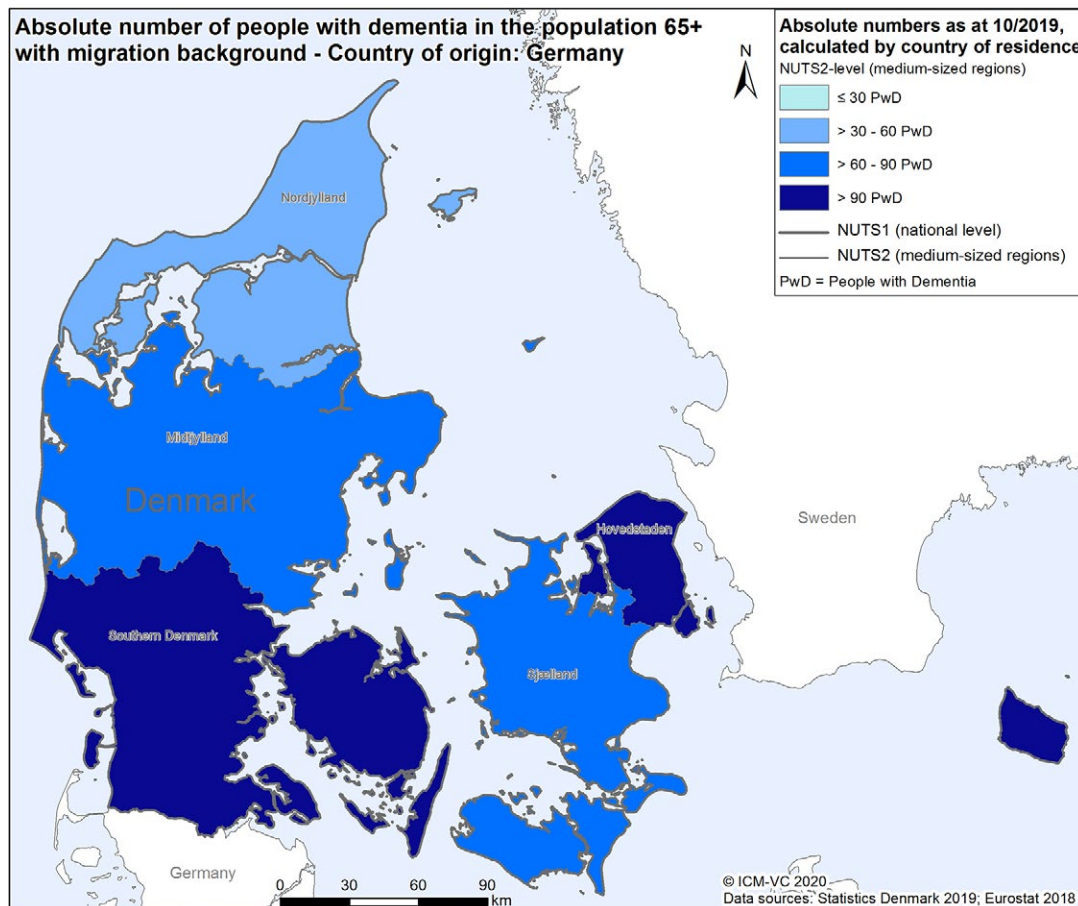 Absolute number of people with dementia in the population 65+
with migration background - Country of origin: Germany
N
Absolute numbers as at 10/2019,
calculated by country of residence
NUTS2-level (medium-sized regions)
≤ 30 PwD
> 30 - 60 PwD
> 60 - 90 PwD
> 90 PwD
NUTS1 (national level)
NUTS2 (medium-sized regions)
PwD = People with Dementia
Nordjylland
Midtjylland
Denmark
Hovedstaden
Sweden
Southern Denmark
Sjælland
Germany
0 30 60 90
km
© ICM-VC 2020
Data sources: Statistics Denmark 2019; Eurostat 2018